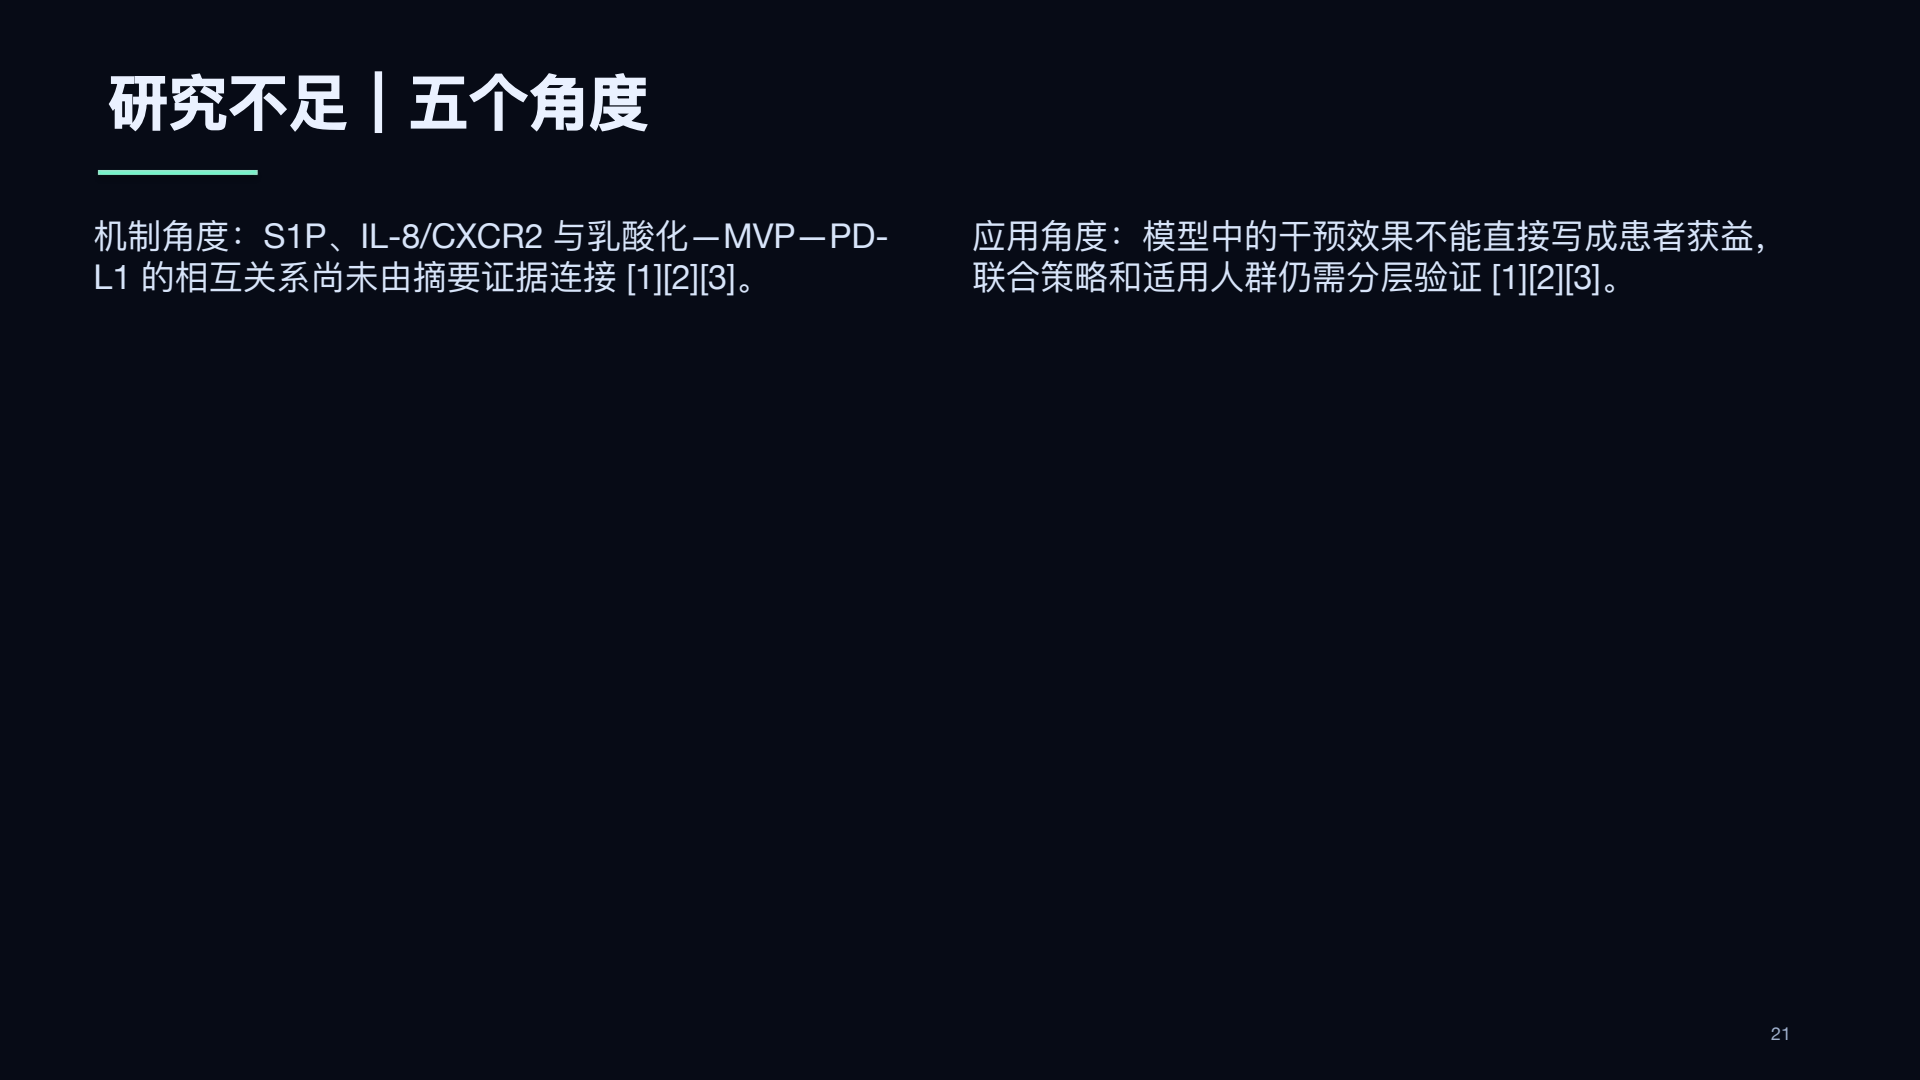 研究不足｜五个角度
机制角度：S1P、IL-8/CXCR2 与乳酸化—MVP—PD-
L1 的相互关系尚未由摘要证据连接 [1][2][3]。
应用角度：模型中的干预效果不能直接写成患者获益，
联合策略和适用人群仍需分层验证 [1][2][3]。
21